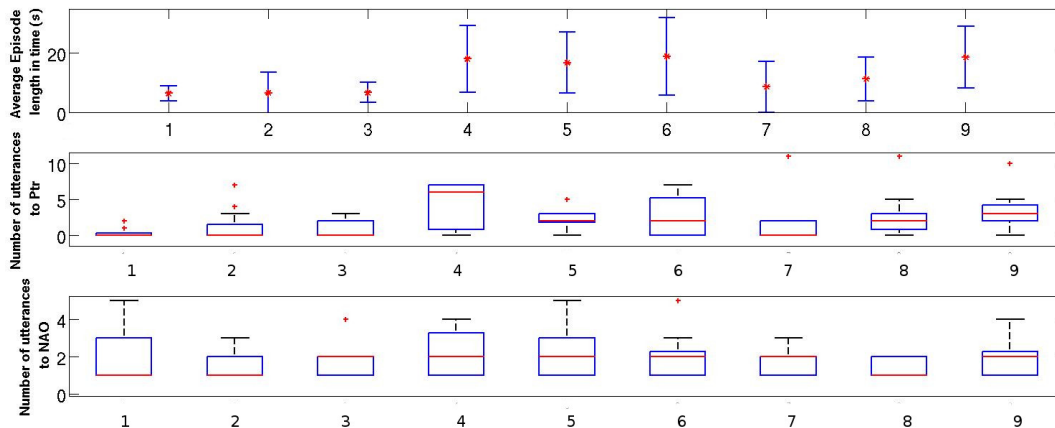 Average Episode
length in time (s)
20
0
1 2 3 4 5 6 7 8 9
Number of utterances
to Ptr
10
5
0
1 2 3 4 5 6 7 8 9
Number of utterances
to NAO
4
2
0
1 2 3 4 5 6 7 8 9